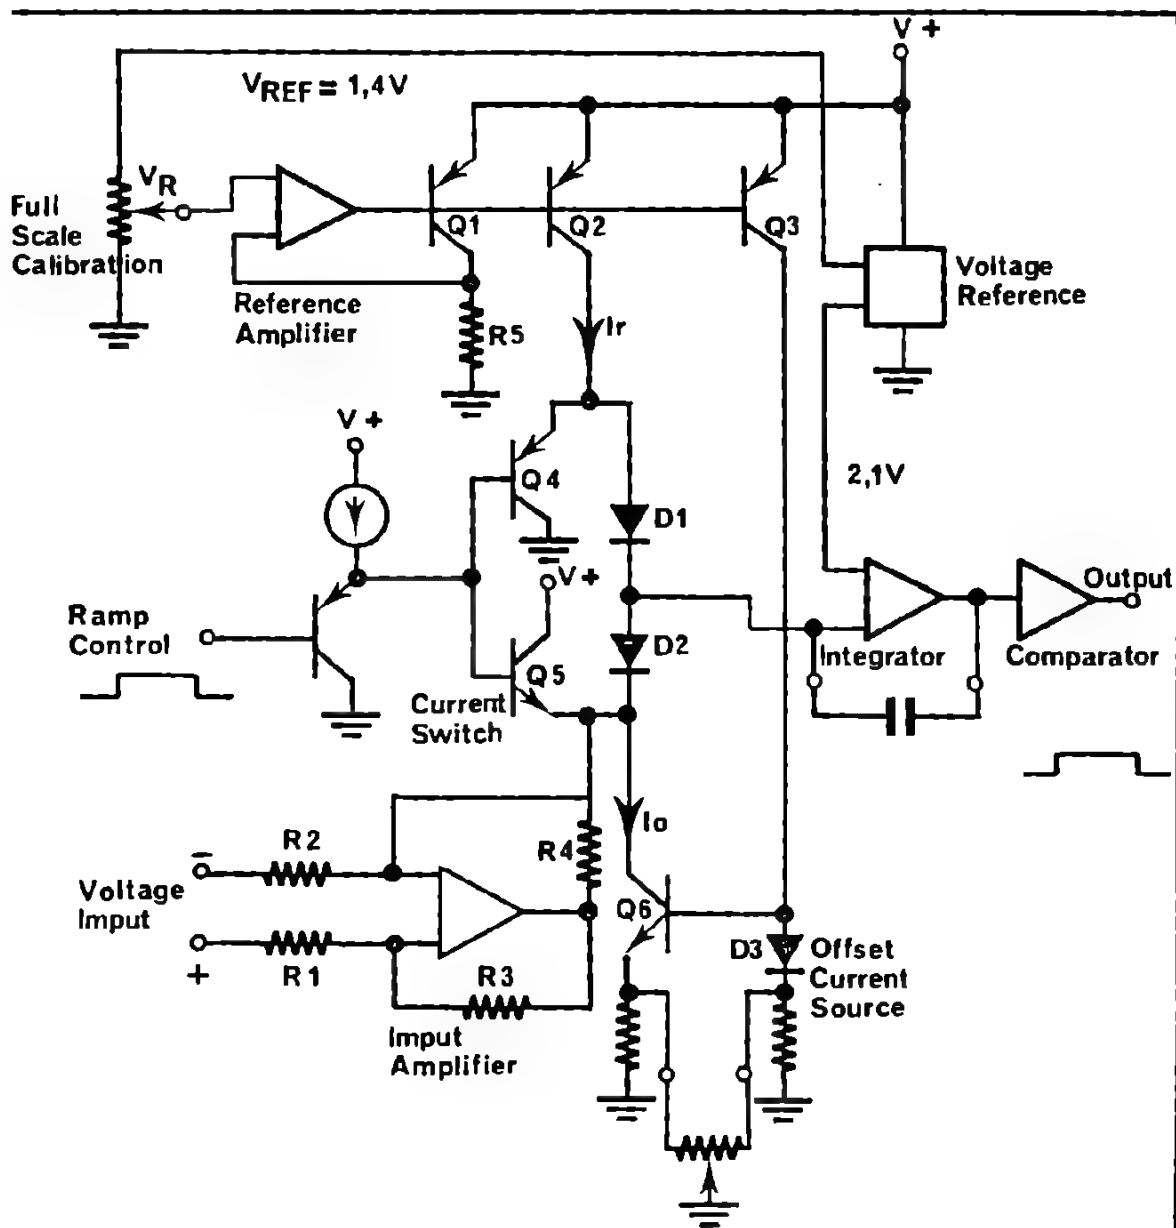 V +
VREF = 1,4V
VR
Full
Scale
Calibration
Q1
Q2
Q3
Voltage
Reference
Reference
Amplifier
R5
Ir
V +
Q4
D1
2,1V
V +
Output
Ramp
Control
D2
Q5
Integrator
Comparator
Current
Switch
Io
R2
R4
−
Voltage
Imput
Q6
+
R1
R3
D3
Offset
Current
Source
Imput
Amplifier